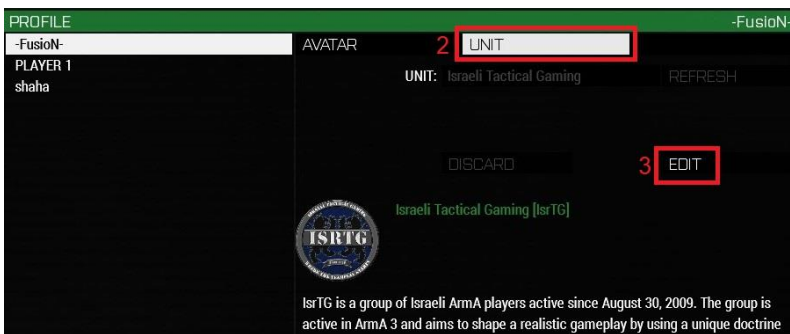 PROFILE -FusioN-
-FusioN- AVATAR 2 UNIT
PLAYER 1 UNIT: Israeli Tactical Gaming REFRESH
shaha
DISCARD 3 EDIT
Israeli Tactical Gaming [IsrTG]
ISRTG
IsrTG is a group of Israeli ArmA players active since August 30, 2009. The group is
active in ArmA 3 and aims to shape a realistic gameplay by using a unique doctrine